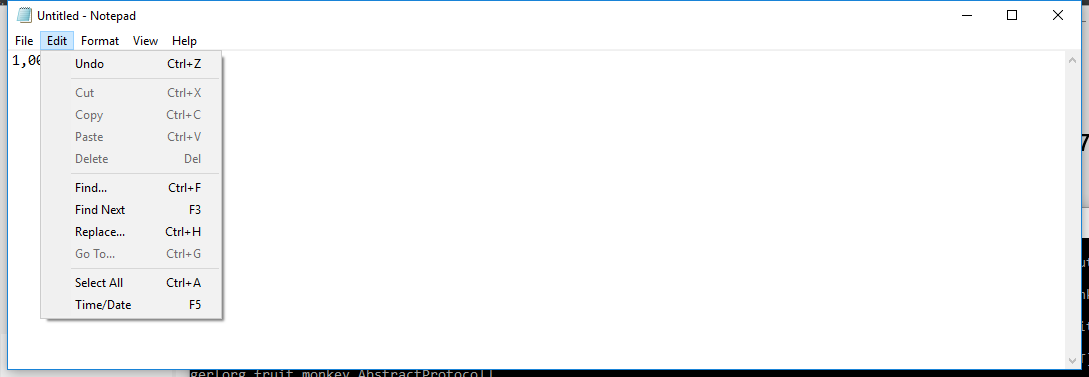 Untitled - Notepad
File Edit Format View Help
1,00
Undo Ctrl+Z
Cut Ctrl+X
Copy Ctrl+C
Paste Ctrl+V
Delete Del
Find... Ctrl+F
Find Next F3
Replace... Ctrl+H
Go To... Ctrl+G
Select All Ctrl+A
Time/Date F5
7
ger[org.fruit.monkey.AbstractProtocol]